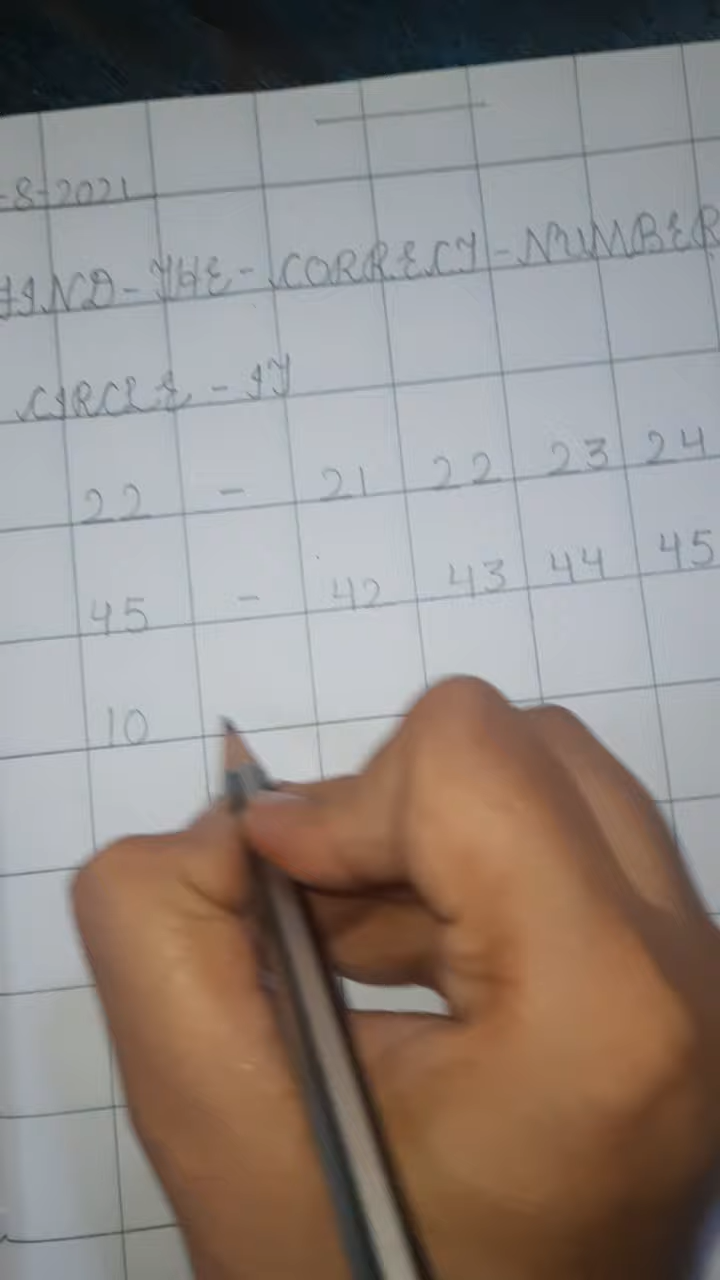 -8-2021
FIND-THE-CORRECT-NUMBER
CIRCLE-IT
22 - 21 22 23 24
45 - 42 43 44 45
10